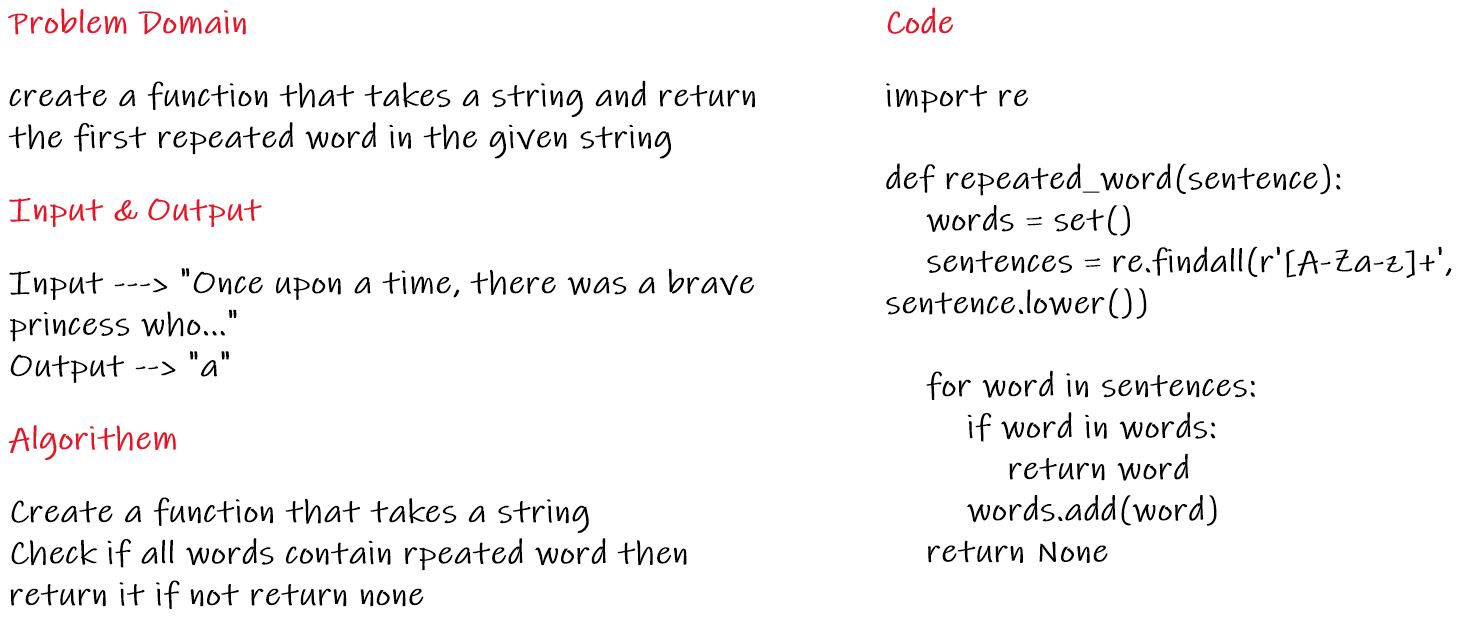 Problem Domain
create a function that takes a string and return
the first repeated word in the given string
Input & Output
Input ---> "Once upon a time, there was a brave
princess who..."
Output --> "a"
Algorithem
Create a function that takes a string
Check if all words contain rpeated word then
return it if not return none
Code
import re
def repeated_word(sentence):
words = set()
sentences = re.findall(r'[A-Za-z]+',
sentence.lower())
for word in sentences:
if word in words:
return word
words.add(word)
return None